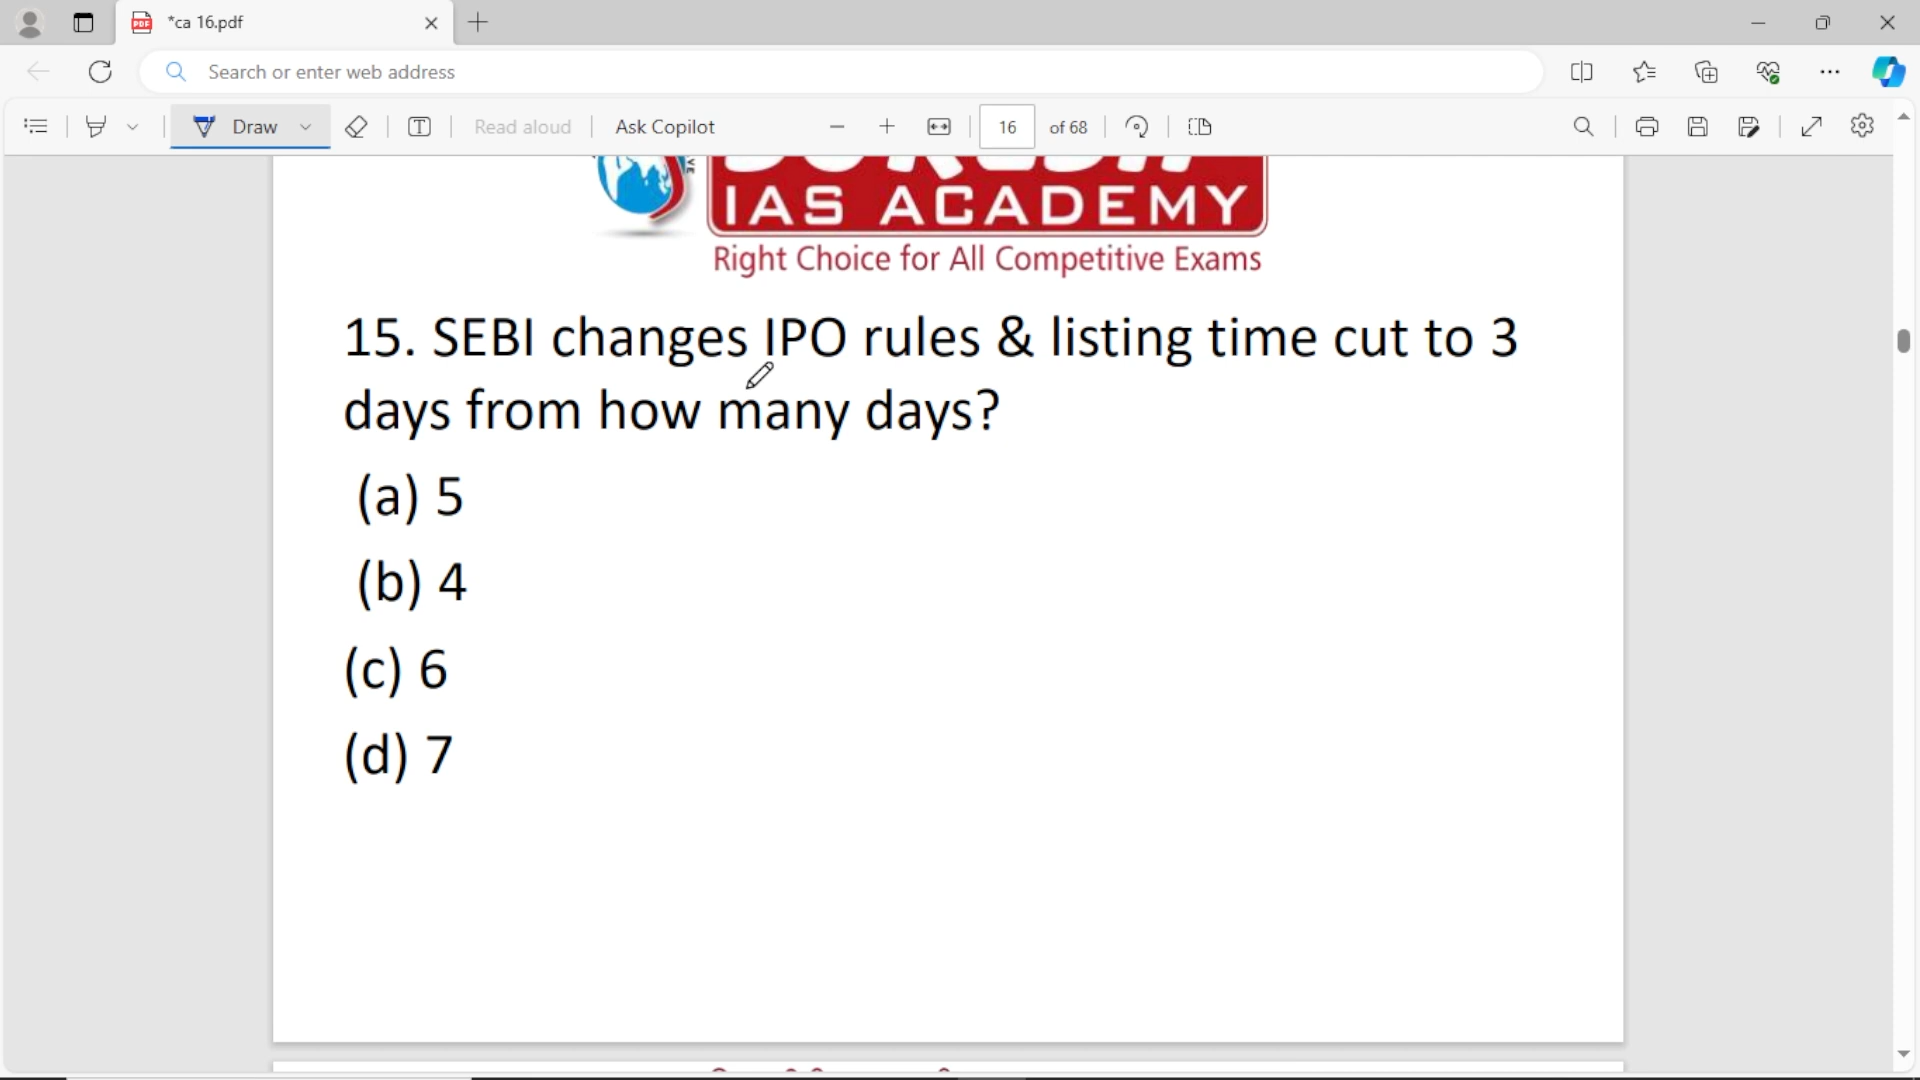 *ca 16.pdf
Search or enter web address
Draw
Read aloud
Ask Copilot
16
of 68
IAS ACADEMY
Right Choice for All Competitive Exams
15. SEBI changes IPO rules & listing time cut to 3
days from how many days?
(a) 5
(b) 4
(c) 6
(d) 7